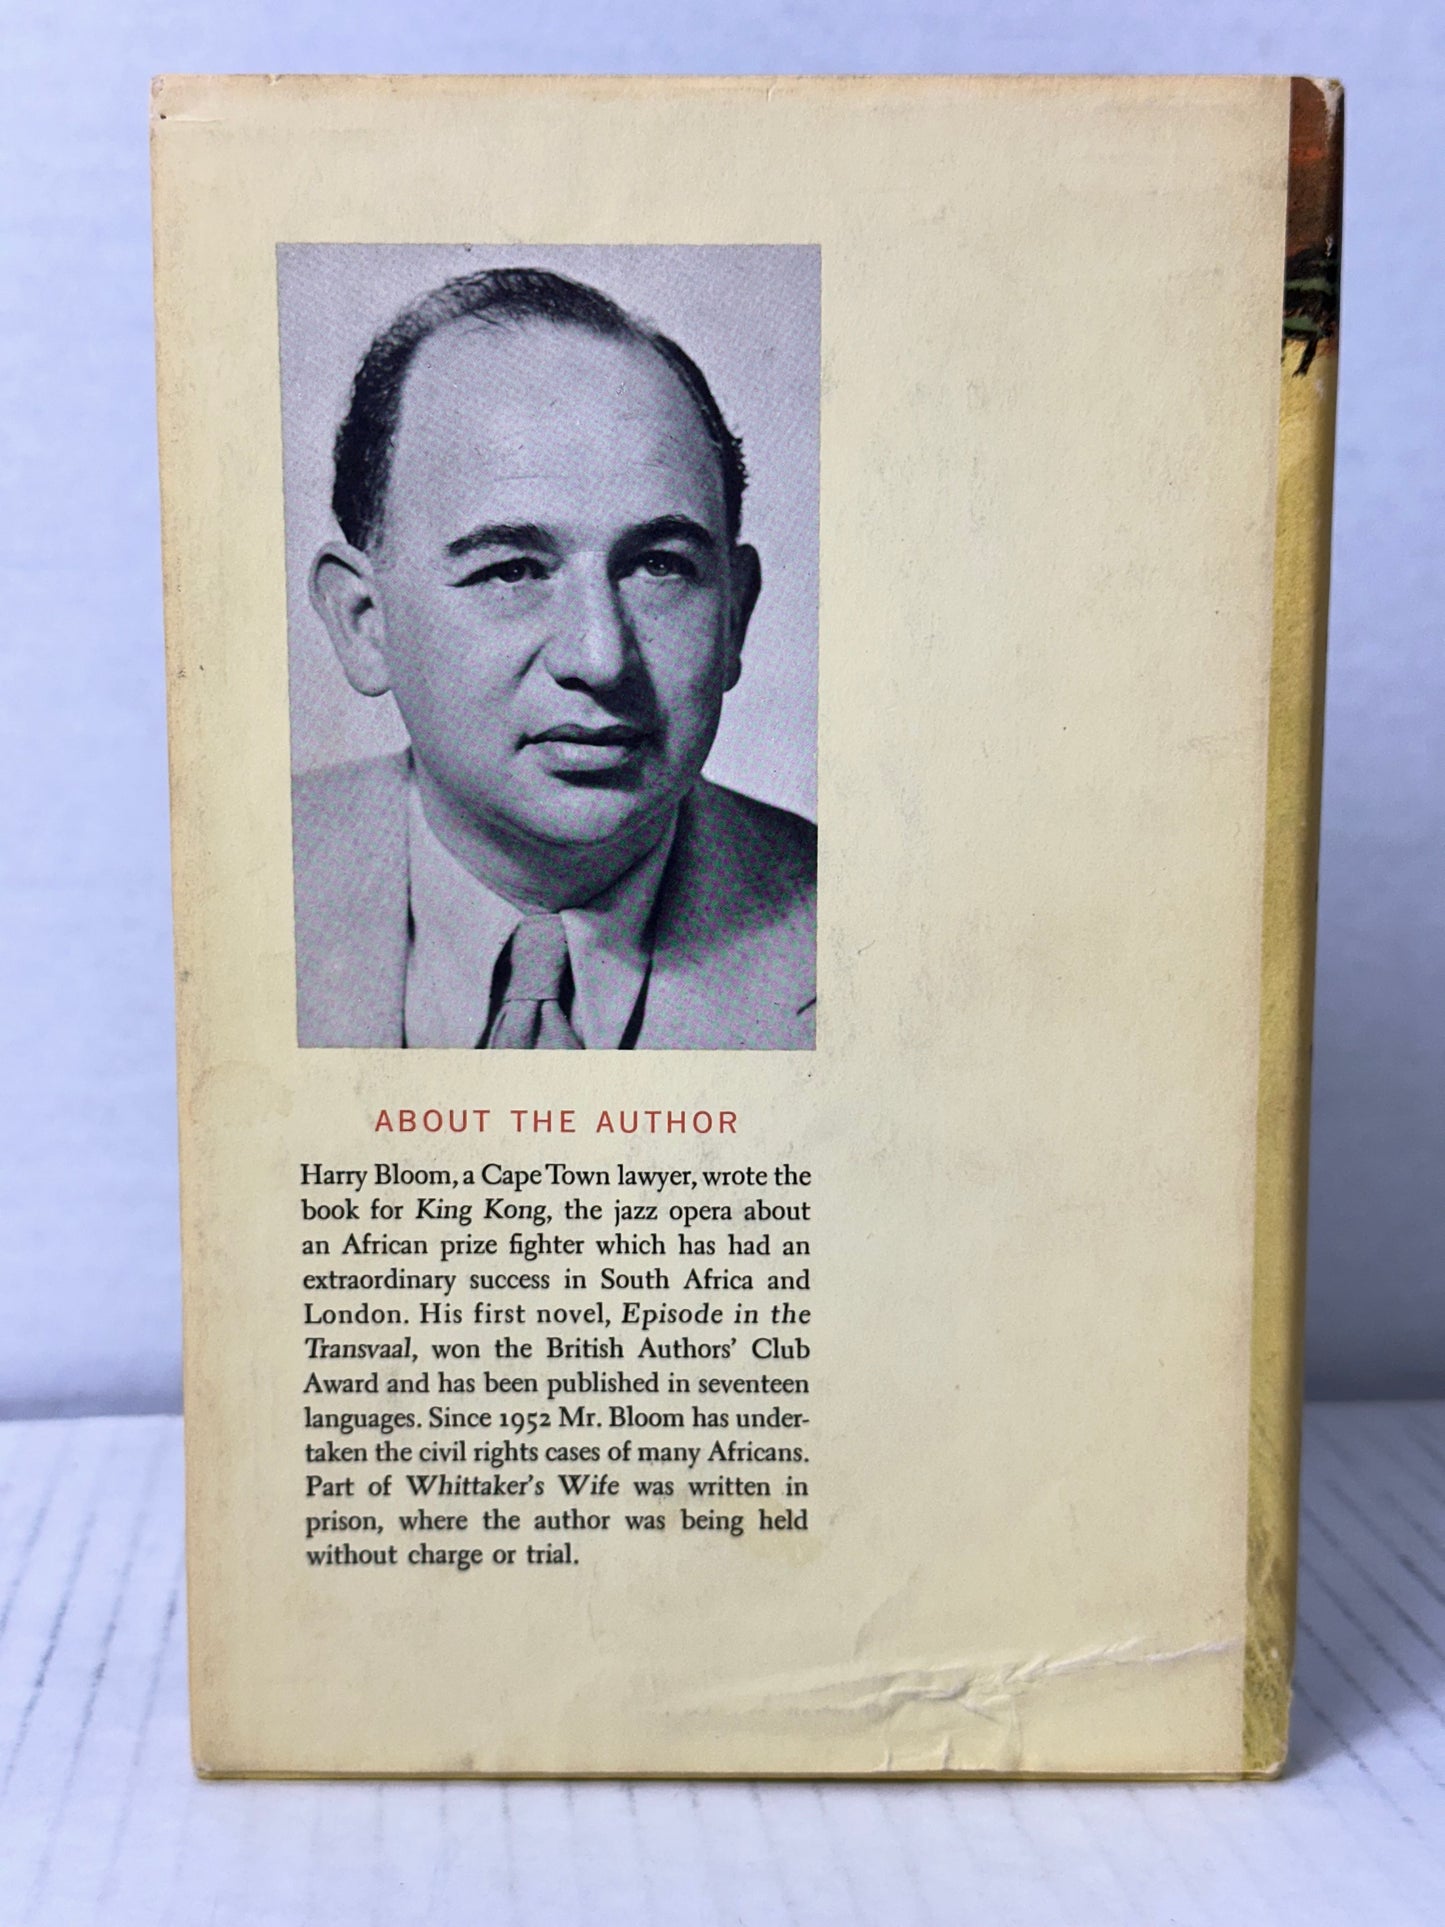 ABOUT THE AUTHOR
Harry Bloom, a Cape Town lawyer, wrote the
book for King Kong, the jazz opera about
an African prize fighter which has had an
extraordinary success in South Africa and
London. His first novel, Episode in the
Transvaal, won the British Authors' Club
Award and has been published in seventeen
languages. Since 1952 Mr. Bloom has under-
taken the civil rights cases of many Africans.
Part of Whittaker's Wife was written in
prison, where the author was being held
without charge or trial.